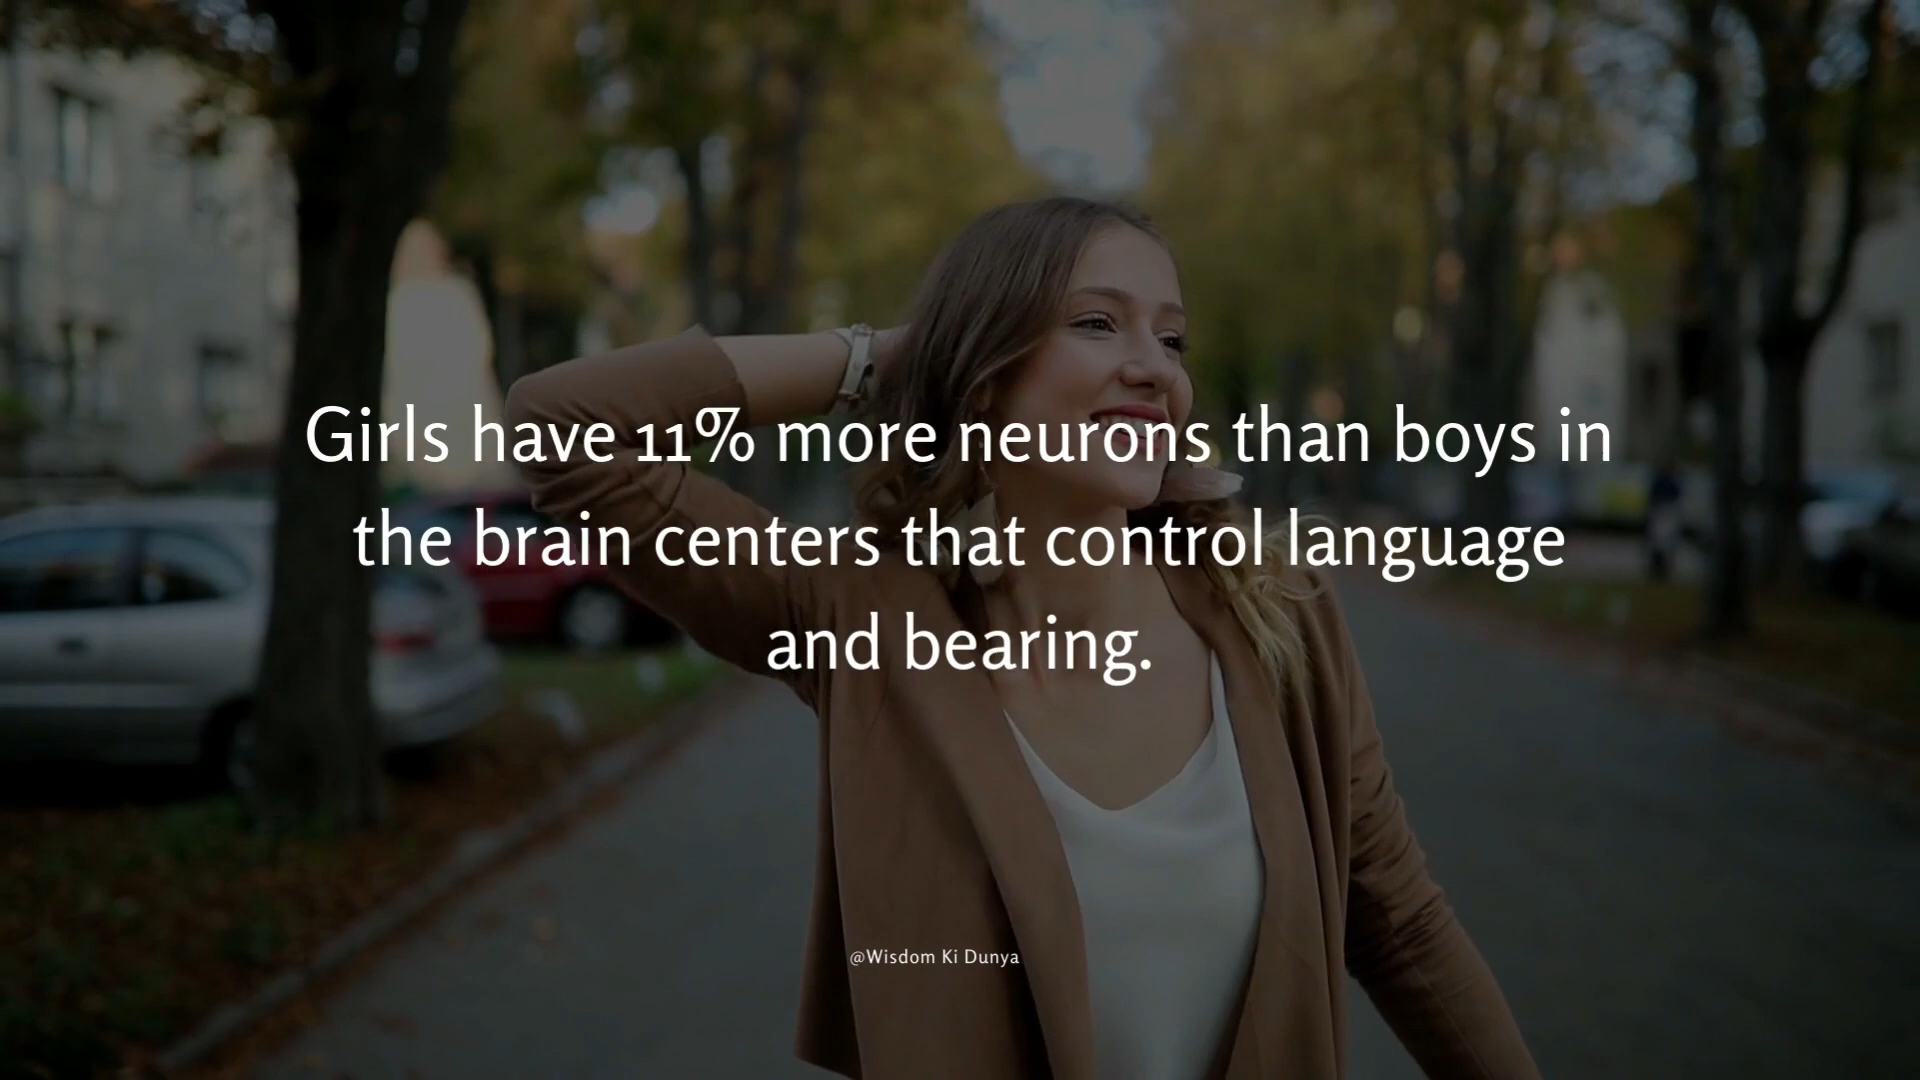 Girls have 11% more neurons than boys in
the brain centers that control language
and bearing.
@Wisdom Ki Dunya